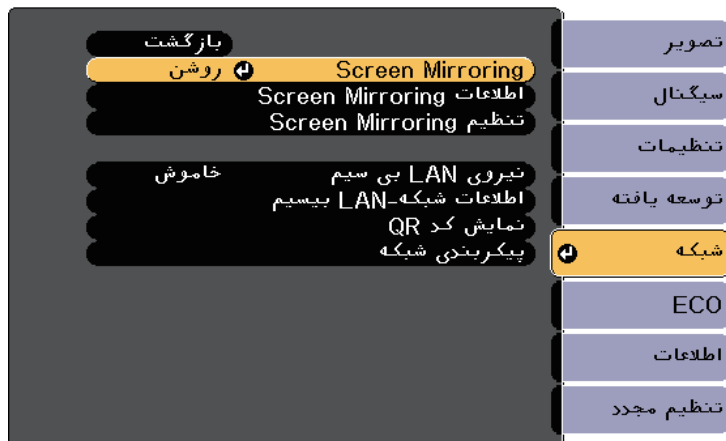 تصویر
سیگنال
تنظیمات
توسعه یافته
شبکه
ECO
اطلاعات
تنظیم مجدد
بازگشت
Screen Mirroring روشن
اطلاعات Screen Mirroring
تنظیم Screen Mirroring
نیروی LAN بی سیم خاموش
اطلاعات شبکه-LAN بیسیم
نمایش کد QR
پیکربندی شبکه